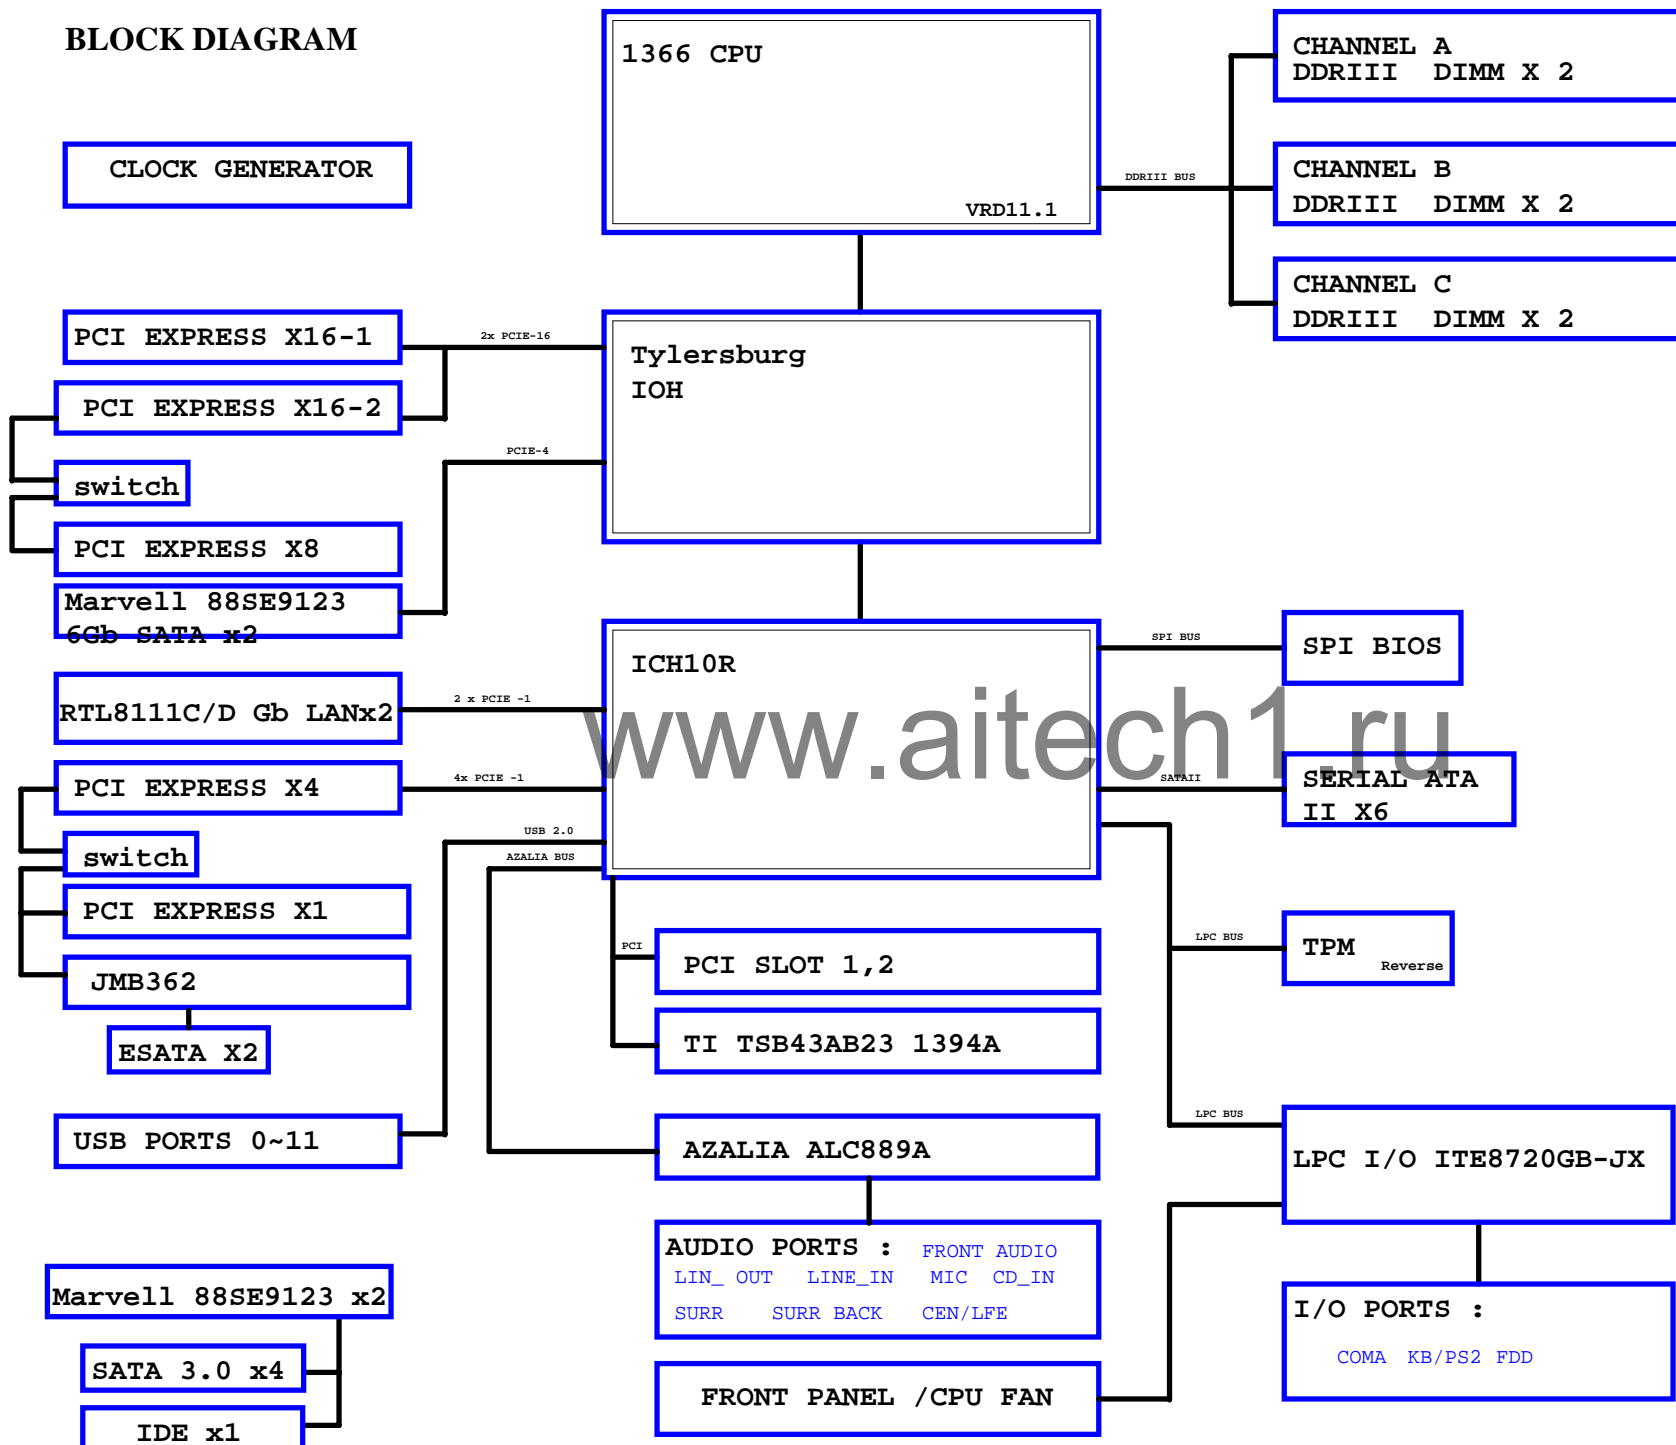 BLOCK DIAGRAM
1366 CPU
VRD11.1
CHANNEL A
DDRIII DIMM X 2
CLOCK GENERATOR
DDRIII BUS
CHANNEL B
DDRIII DIMM X 2
CHANNEL C
DDRIII DIMM X 2
PCI EXPRESS X16-1
2x PCIE-16
Tylersburg
IOH
PCI EXPRESS X16-2
PCIE-4
switch
PCI EXPRESS X8
Marvell 88SE9123
6Gb SATA x2
ICH10R
SPI BUS
SPI BIOS
RTL8111C/D Gb LANx2
2 x PCIE -1
www.aitech1.ru
PCI EXPRESS X4
4x PCIE -1
SATAII
SERIAL ATA
II X6
USB 2.0
switch
AZALIA BUS
PCI EXPRESS X1
PCI
PCI SLOT 1,2
LPC BUS
TPM
Reverse
JMB362
ESATA X2
TI TSB43AB23 1394A
USB PORTS 0~11
AZALIA ALC889A
LPC BUS
LPC I/O ITE8720GB-JX
AUDIO PORTS :
FRONT AUDIO
LIN_ OUT LINE_IN MIC CD_IN
SURR SURR BACK CEN/LFE
Marvell 88SE9123 x2
I/O PORTS :
COMA KB/PS2 FDD
SATA 3.0 x4
FRONT PANEL /CPU FAN
IDE x1